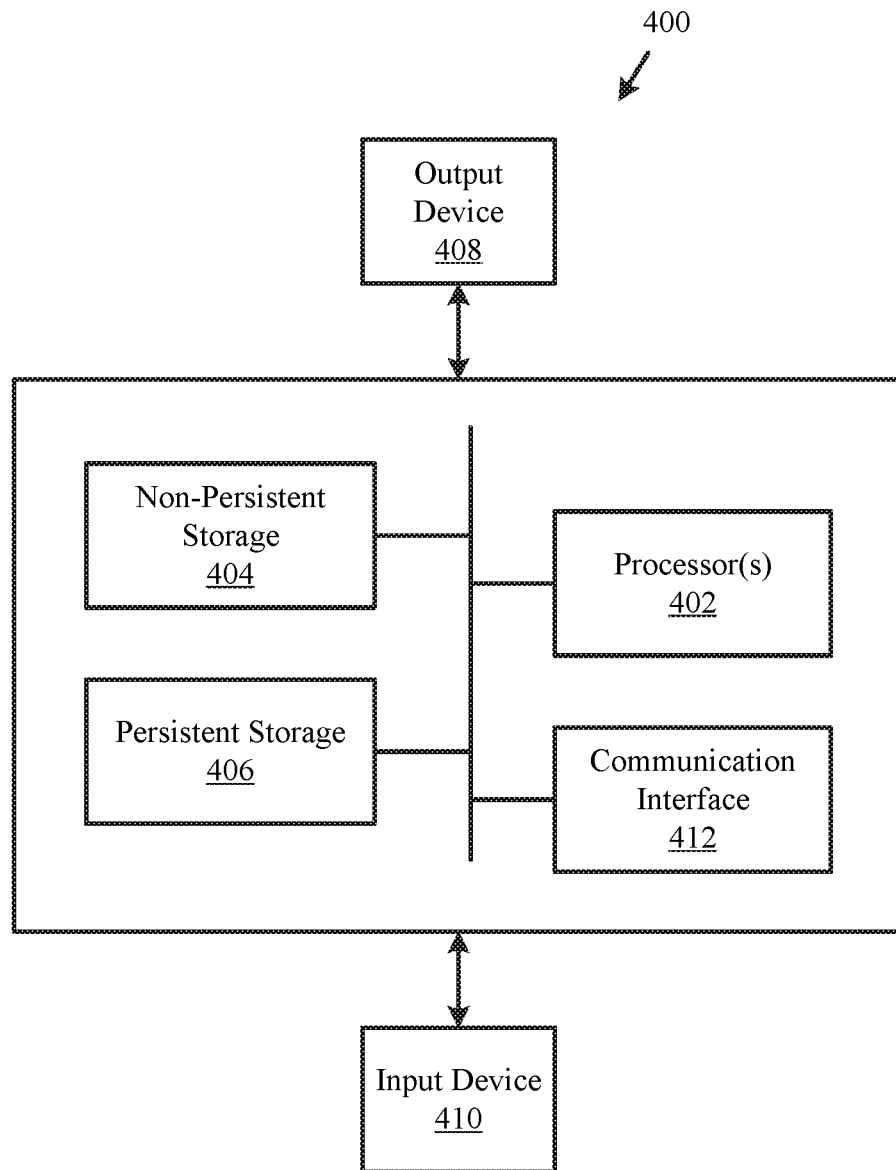 400
Output
Device
408
Non-Persistent
Storage
404
Processor(s)
402
Persistent Storage
406
Communication
Interface
412
Input Device
410